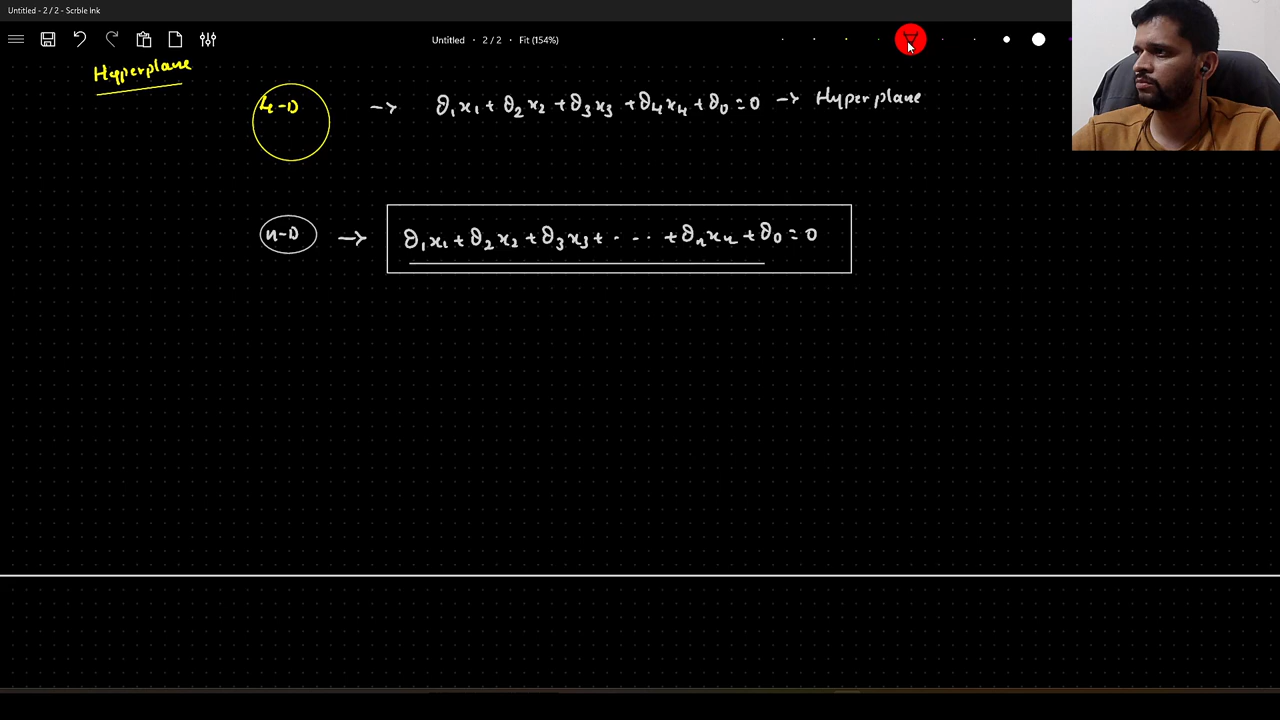 Untitled - 2 / 2 - Scrble Ink
Untitled · 2 / 2 · Fit (154%)
Hyperplane
4-D → θ₁x₁ + θ₂x₂ + θ₃x₃ + θ₄x₄ + θ₀ = 0 → Hyperplane
n-D → θ₁x₁ + θ₂x₂ + θ₃x₃ + ..... + θₙxₙ + θ₀ = 0